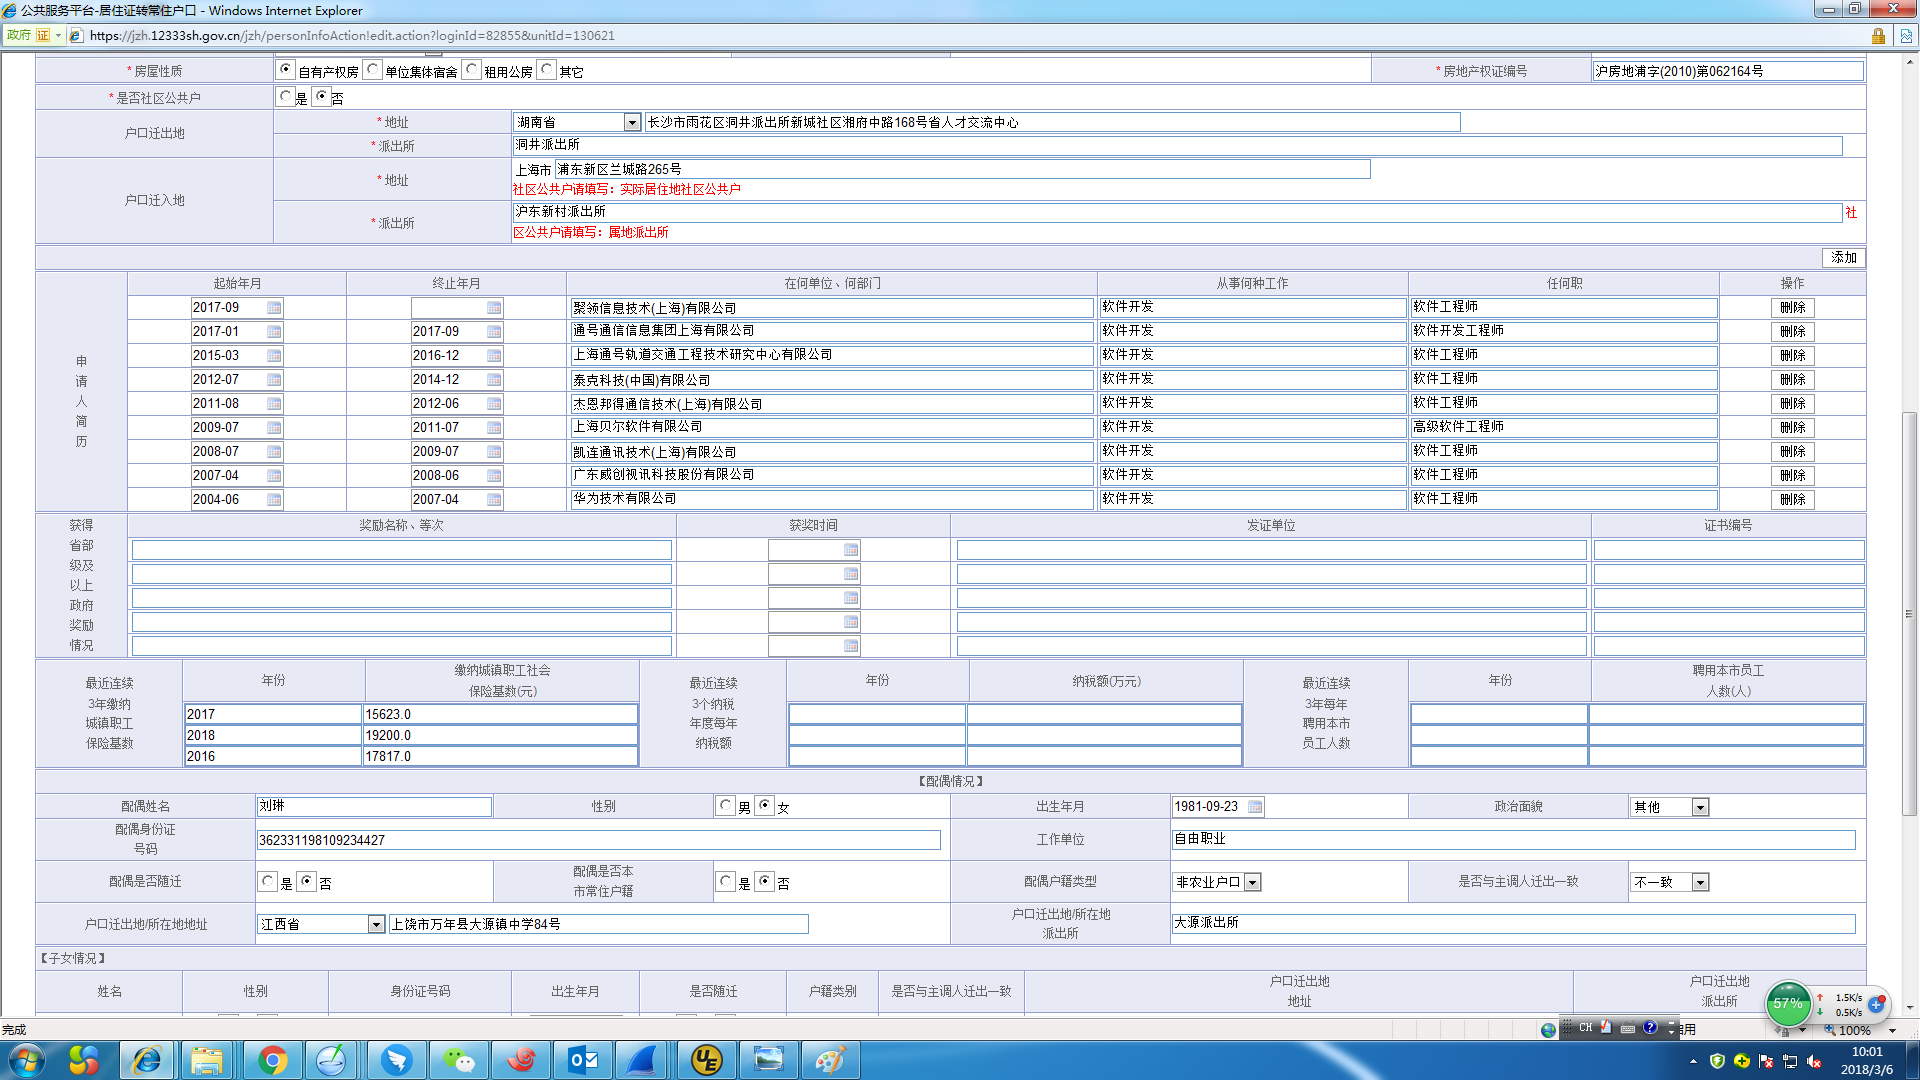 公共服务平台-居住证转常住户口 - Windows Internet Explorer
政府 证 https://jzh.12333sh.gov.cn/jzh/personInfoAction!edit.action?loginId=82855&unitId=130621
* 房屋性质 自有产权房 单位集体宿舍 租用公房 其它 * 房地产权证编号 沪房地浦字(2010)第062164号
* 是否社区公共户 是 否
户口迁出地 * 地址 湖南省 长沙市雨花区洞井派出所新城社区湘府中路168号省人才交流中心
* 派出所 洞井派出所
户口迁入地 * 地址 上海市 浦东新区兰城路265号
社区公共户请填写：实际居住地社区公共户
* 派出所 沪东新村派出所 社
区公共户请填写：属地派出所
添加
申请人简历 起始年月 终止年月 在何单位、何部门 从事何种工作 任何职 操作
2017-09 聚领信息技术(上海)有限公司 软件开发 软件工程师 删除
2017-01 2017-09 通号通信信息集团上海有限公司 软件开发 软件开发工程师 删除
2015-03 2016-12 上海通号轨道交通工程技术研究中心有限公司 软件开发 软件工程师 删除
2012-07 2014-12 泰克科技(中国)有限公司 软件开发 软件工程师 删除
2011-08 2012-06 杰恩邦得通信技术(上海)有限公司 软件开发 软件工程师 删除
2009-07 2011-07 上海贝尔软件有限公司 软件开发 高级软件工程师 删除
2008-07 2009-07 凯连通讯技术(上海)有限公司 软件开发 软件工程师 删除
2007-04 2008-06 广东威创视讯科技股份有限公司 软件开发 软件工程师 删除
2004-06 2007-04 华为技术有限公司 软件开发 软件工程师 删除
获得省部级及以上政府奖励情况 奖励名称、等次 获奖时间 发证单位 证书编号
最近连续3年缴纳城镇职工保险基数 年份 缴纳城镇职工社会保险基数(元) 最近连续3个纳税年度每年纳税额 年份 纳税额(万元) 最近连续3年每年聘用本市员工人数 年份 聘用本市员工人数(人)
2017 15623.0
2018 19200.0
2016 17817.0
【配偶情况】
配偶姓名 刘琳 性别 男 女 出生年月 1981-09-23 政治面貌 其他
配偶身份证号码 362331198109234427 工作单位 自由职业
配偶是否随迁 是 否 配偶是否本市常住户籍 是 否 配偶户籍类型 非农业户口 是否与主调人迁出一致 不一致
户口迁出地/所在地地址 江西省 上饶市万年县大源镇中学84号 户口迁出地/所在地派出所 大源派出所
【子女情况】
姓名 性别 身份证号码 出生年月 是否随迁 户籍类别 是否与主调人迁出一致 户口迁出地地址 户口迁出地派出所
57% 1.5K/s
0.5K/s
完成 CH 用 100%
10:01
2018/3/6